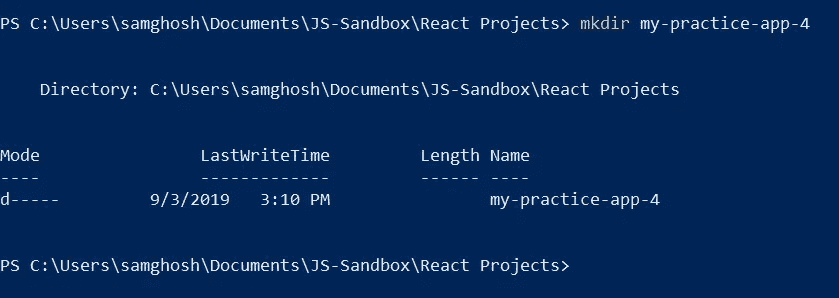 PS C:\Users\samghosh\Documents\JS-Sandbox\React Projects> mkdir my-practice-app-4
Directory: C:\Users\samghosh\Documents\JS-Sandbox\React Projects
Mode LastWriteTime Length Name
---- ------------- ------ ----
d----- 9/3/2019 3:10 PM my-practice-app-4
PS C:\Users\samghosh\Documents\JS-Sandbox\React Projects>